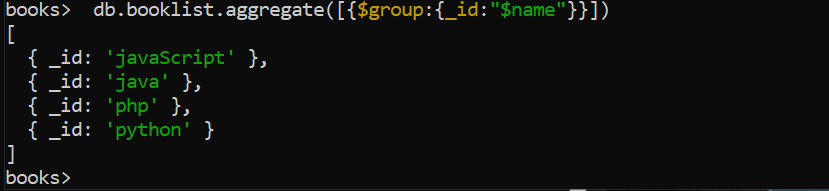 books>  db.booklist.aggregate([{$group:{_id:"$name"}}])
[
  { _id: 'javaScript' },
  { _id: 'java' },
  { _id: 'php' },
  { _id: 'python' }
]
books>